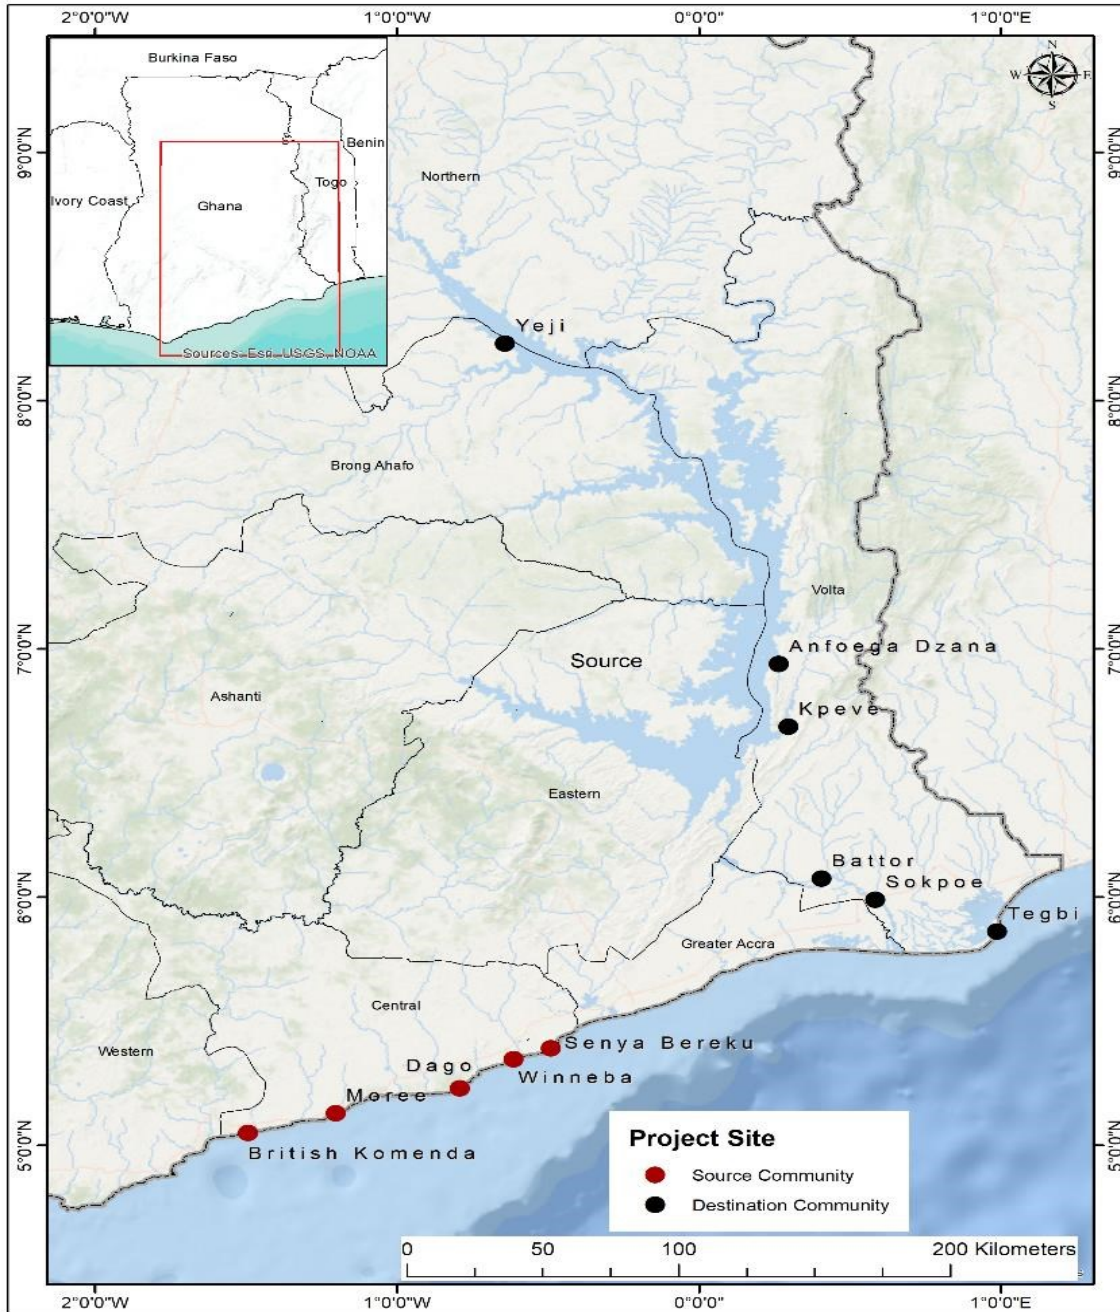 2°0'0"W 1°0'0"W 0°0'0" 1°0'0"E
Burkina Faso
Benin
Togo
Ivory Coast
Ghana
Sources: Esri, USGS, NOAA
N
W E
S
9°0'0"N 9°0'0"N
Northern
Yeji
8°0'0"N 8°0'0"N
Brong Ahafo
Volta
7°0'0"N 7°0'0"N
Anfoega Dzana
Source
Ashanti
Kpeve
Eastern
Battor
Sokpoe
6°0'0"N 6°0'0"N
Tegbi
Greater Accra
Central
Western
Senya Bereku
Dago
Winneba
Moree
British Komenda
5°0'0"N 5°0'0"N
Project Site
Source Community
Destination Community
0 50 100 200 Kilometers
2°0'0"W 1°0'0"W 0°0'0" 1°0'0"E